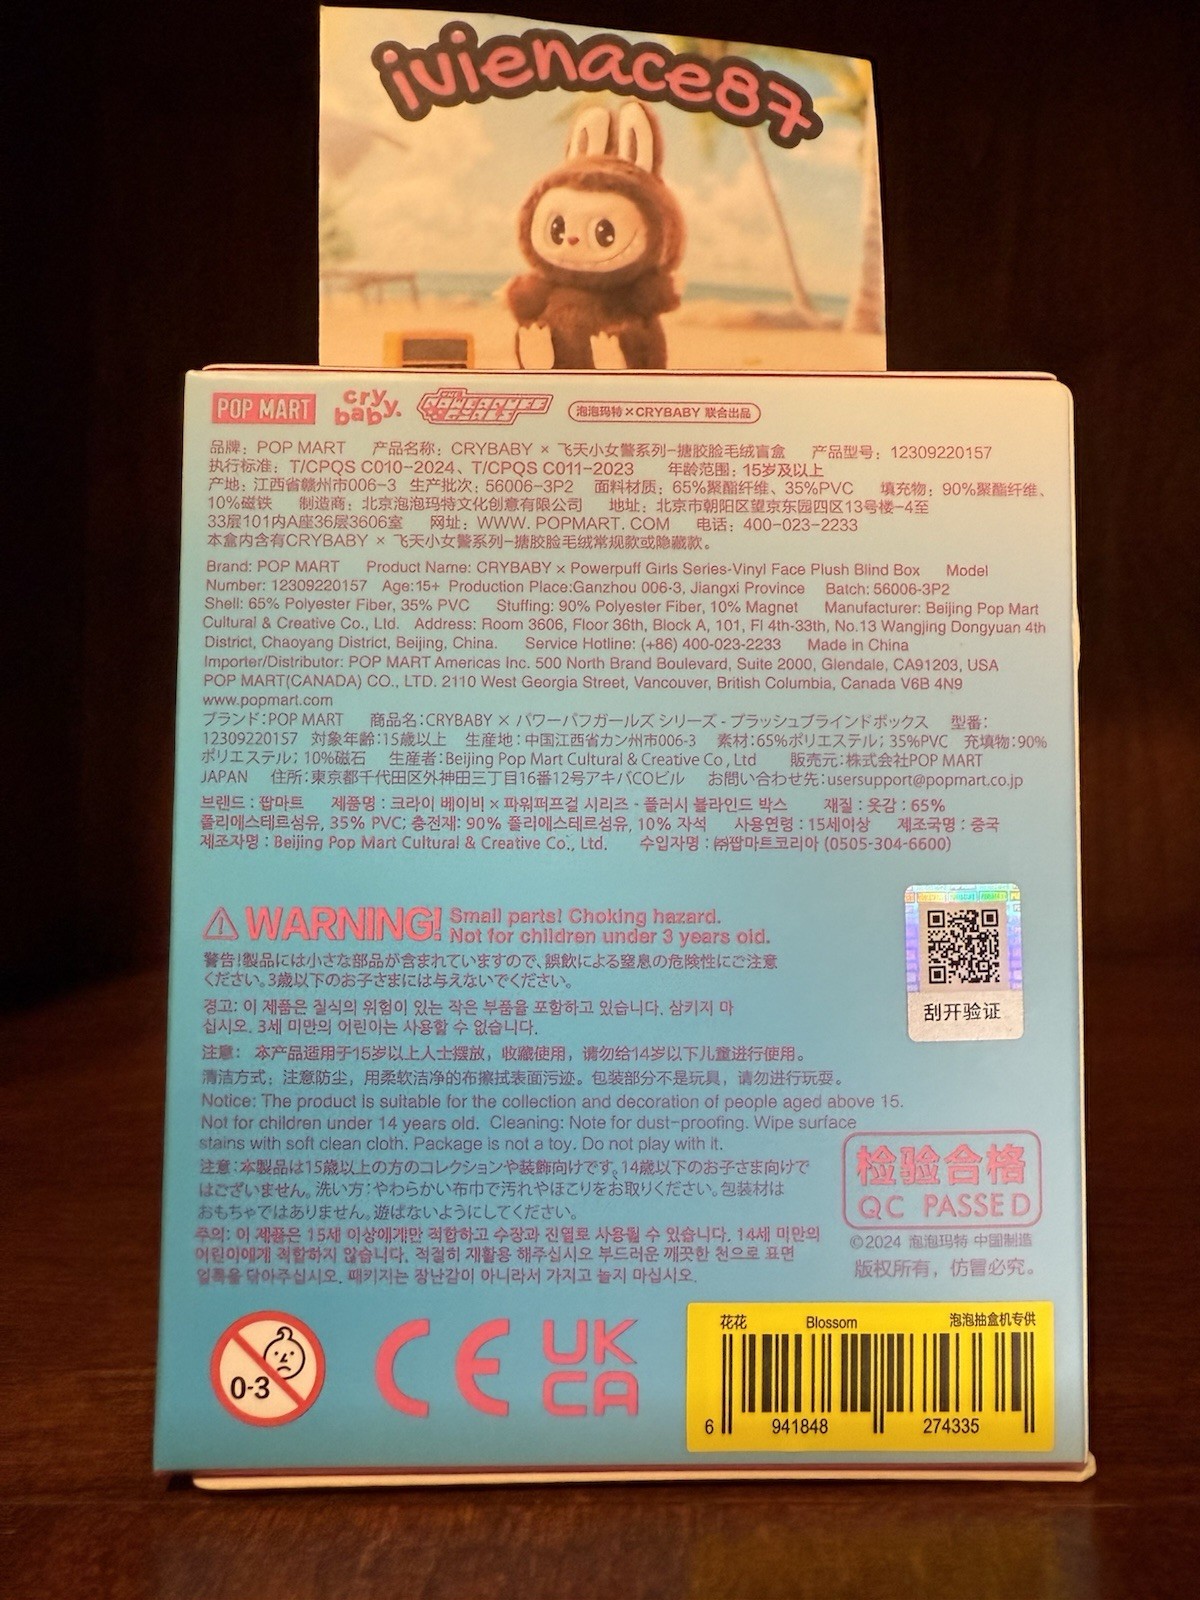 ivienace87
POP MART cry baby. THE POWERPUFF GIRLS 泡泡玛特×CRYBABY 联合出品
品牌：POP MART 产品名称：CRYBABY × 飞天小女警系列-搪胶脸毛绒盲盒 产品型号：12309220157
执行标准：T/CPQS C010-2024、T/CPQS C011-2023 年龄范围：15岁及以上
产地：江西省赣州市006-3 生产批次：56006-3P2 面料材质：65%聚酯纤维、35%PVC 填充物：90%聚酯纤维、
10%磁铁 制造商：北京泡泡玛特文化创意有限公司 地址：北京市朝阳区望京东园四区13号楼-4至
33层101内A座36层3606室 网址：WWW.POPMART.COM 电话：400-023-2233
本盒内含有CRYBABY × 飞天小女警系列-搪胶脸毛绒常规款或隐藏款。
Brand: POP MART Product Name: CRYBABY × Powerpuff Girls Series-Vinyl Face Plush Blind Box Model
Number: 12309220157 Age:15+ Production Place:Ganzhou 006-3, Jiangxi Province Batch: 56006-3P2
Shell: 65% Polyester Fiber, 35% PVC Stuffing: 90% Polyester Fiber, 10% Magnet Manufacturer: Beijing Pop Mart
Cultural & Creative Co., Ltd. Address: Room 3606, Floor 36th, Block A, 101, Fl 4th-33th, No.13 Wangjing Dongyuan 4th
District, Chaoyang District, Beijing, China. Service Hotline: (+86) 400-023-2233 Made in China
Importer/Distributor: POP MART Americas Inc. 500 North Brand Boulevard, Suite 2000, Glendale, CA91203, USA
POP MART(CANADA) CO., LTD. 2110 West Georgia Street, Vancouver, British Columbia, Canada V6B 4N9
www.popmart.com
ブランド：POP MART 商品名：CRYBABY × パワーパフガールズ シリーズ - プラッシュブラインドボックス 型番：
12309220157 対象年齢：15歳以上 生産地：中国江西省カン州市006-3 素材：65%ポリエステル；35%PVC 充填物：90%
ポリエステル；10%磁石 生産者：Beijing Pop Mart Cultural & Creative Co., Ltd 販売元：株式会社POP MART
JAPAN 住所：東京都千代田区外神田三丁目16番12号アキバCOビル お問い合わせ先：usersupport@popmart.co.jp
브랜드 : 팝마트 제품명 : 크라이 베이비 × 파워퍼프걸 시리즈 - 플러시 블라인드 박스 재질 : 옷감 : 65%
폴리에스테르섬유, 35% PVC; 충전재: 90% 폴리에스테르섬유, 10% 자석 사용연령 : 15세이상 제조국명 : 중국
제조자명 : Beijing Pop Mart Cultural & Creative Co., Ltd. 수입자명 : ㈜팝마트코리아 (0505-304-6600)
WARNING! Small parts! Choking hazard.
Not for children under 3 years old.
警告！製品には小さな部品が含まれていますので、誤飲による窒息の危険性にご注意
ください。3歳以下のお子さまには与えないでください。
경고: 이 제품은 질식의 위험이 있는 작은 부품을 포함하고 있습니다. 삼키지 마
십시오. 3세 미만의 어린이는 사용할 수 없습니다.
刮开验证
注意： 本产品适用于15岁以上人士摆放，收藏使用，请勿给14岁以下儿童进行使用。
清洁方式：注意防尘，用柔软洁净的布擦拭表面污迹。包装部分不是玩具，请勿进行玩耍。
Notice: The product is suitable for the collection and decoration of people aged above 15.
Not for children under 14 years old. Cleaning: Note for dust-proofing. Wipe surface
stains with soft clean cloth. Package is not a toy. Do not play with it.
注意：本製品は15歳以上の方のコレクションや装飾向けです。14歳以下のお子さま向けで
はございません。洗い方：やわらかい布巾で汚れやほこりをお取りください。包装材は
おもちゃではありません。遊ばないようにしてください。
주의: 이 제품은 15세 이상에게만 적합하고 수장과 진열로 사용될 수 있습니다. 14세 미만의
어린이에게 적합하지 않습니다. 적절히 재활용 해주십시오 부드러운 깨끗한 천으로 표면
얼룩을 닦아주십시오. 패키지는 장난감이 아니라서 가지고 놀지 마십시오.
检验合格
QC PASSED
©2024 泡泡玛特 中国制造
版权所有，仿冒必究。
0-3
CE
UK
CA
花花 Blossom 泡泡抽盒机专供
6 941848 274335